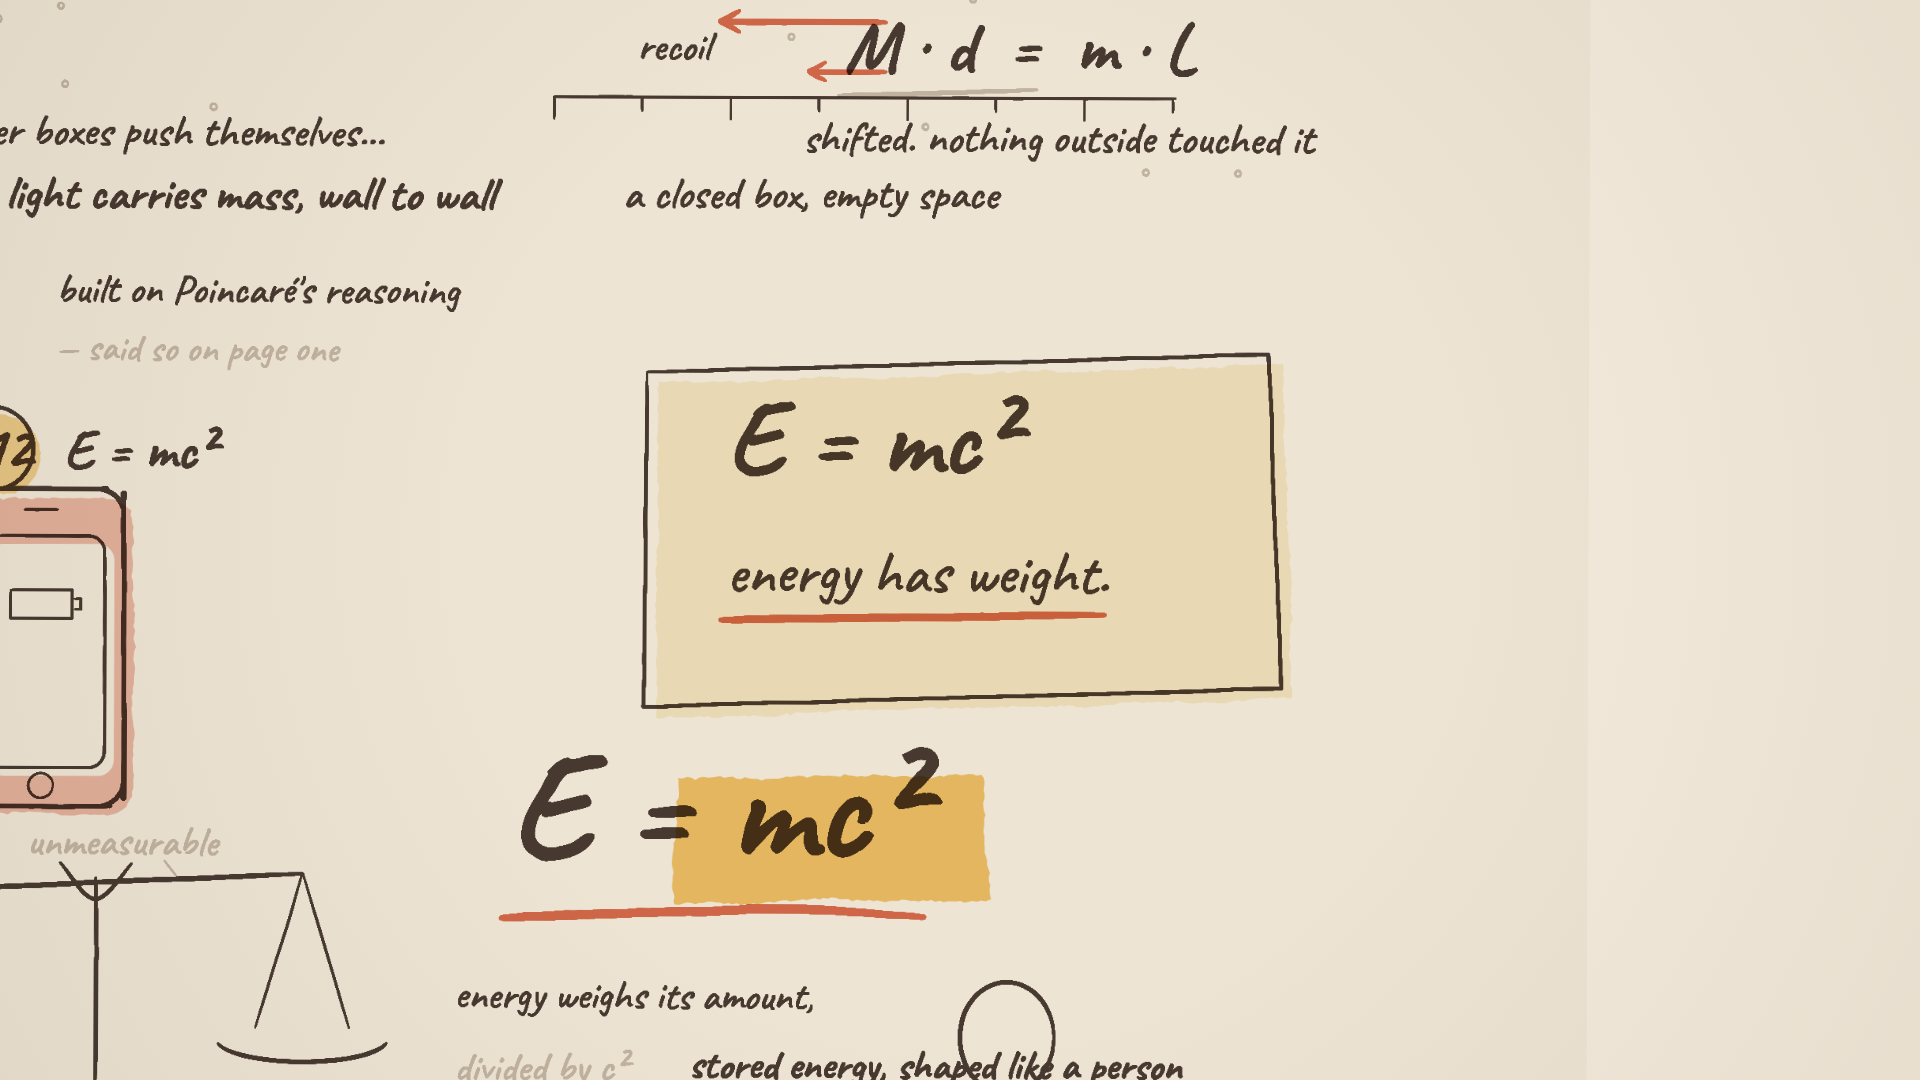 recoil
M · d = m · L
er boxes push themselves...
shifted. nothing outside touched it
light carries mass, wall to wall
a closed box, empty space
built on Poincaré's reasoning
— said so on page one
12
E = mc²
E = mc²
energy has weight.
E = mc²
unmeasurable
energy weighs its amount,
divided by c²
stored energy, shaped like a person